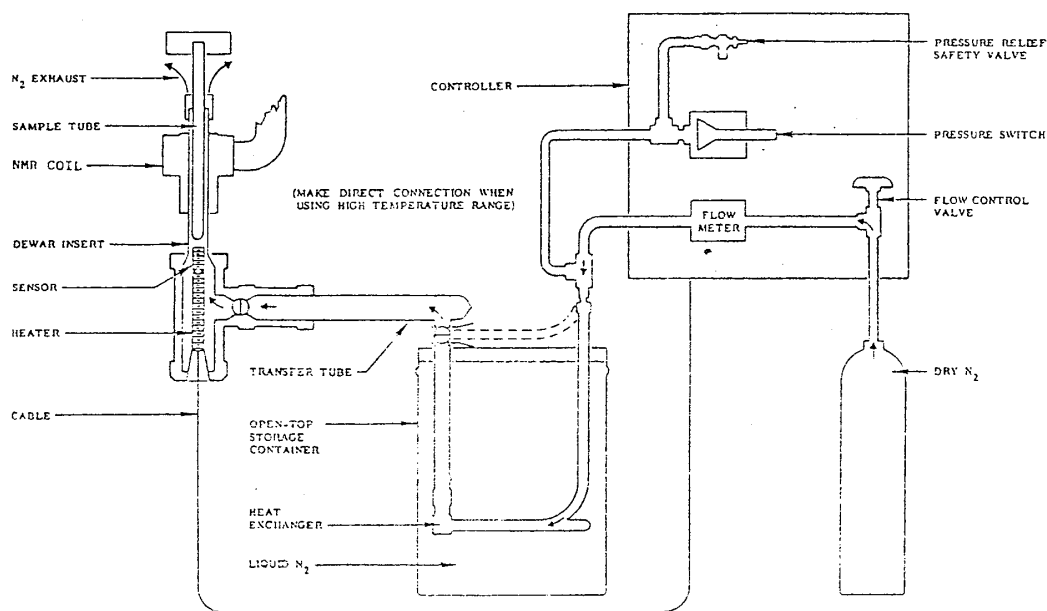 N2 EXHAUST
SAMPLE TUBE
NMR COIL
DEWAR INSERT
SENSOR
HEATER
CABLE
(MAKE DIRECT CONNECTION WHEN
USING HIGH TEMPERATURE RANGE)
TRANSFER TUBE
OPEN-TOP
STORAGE
CONTAINER
HEAT
EXCHANGER
LIQUID N2
CONTROLLER
FLOW
METER
PRESSURE RELIEF
SAFETY VALVE
PRESSURE SWITCH
FLOW CONTROL
VALVE
DRY N2